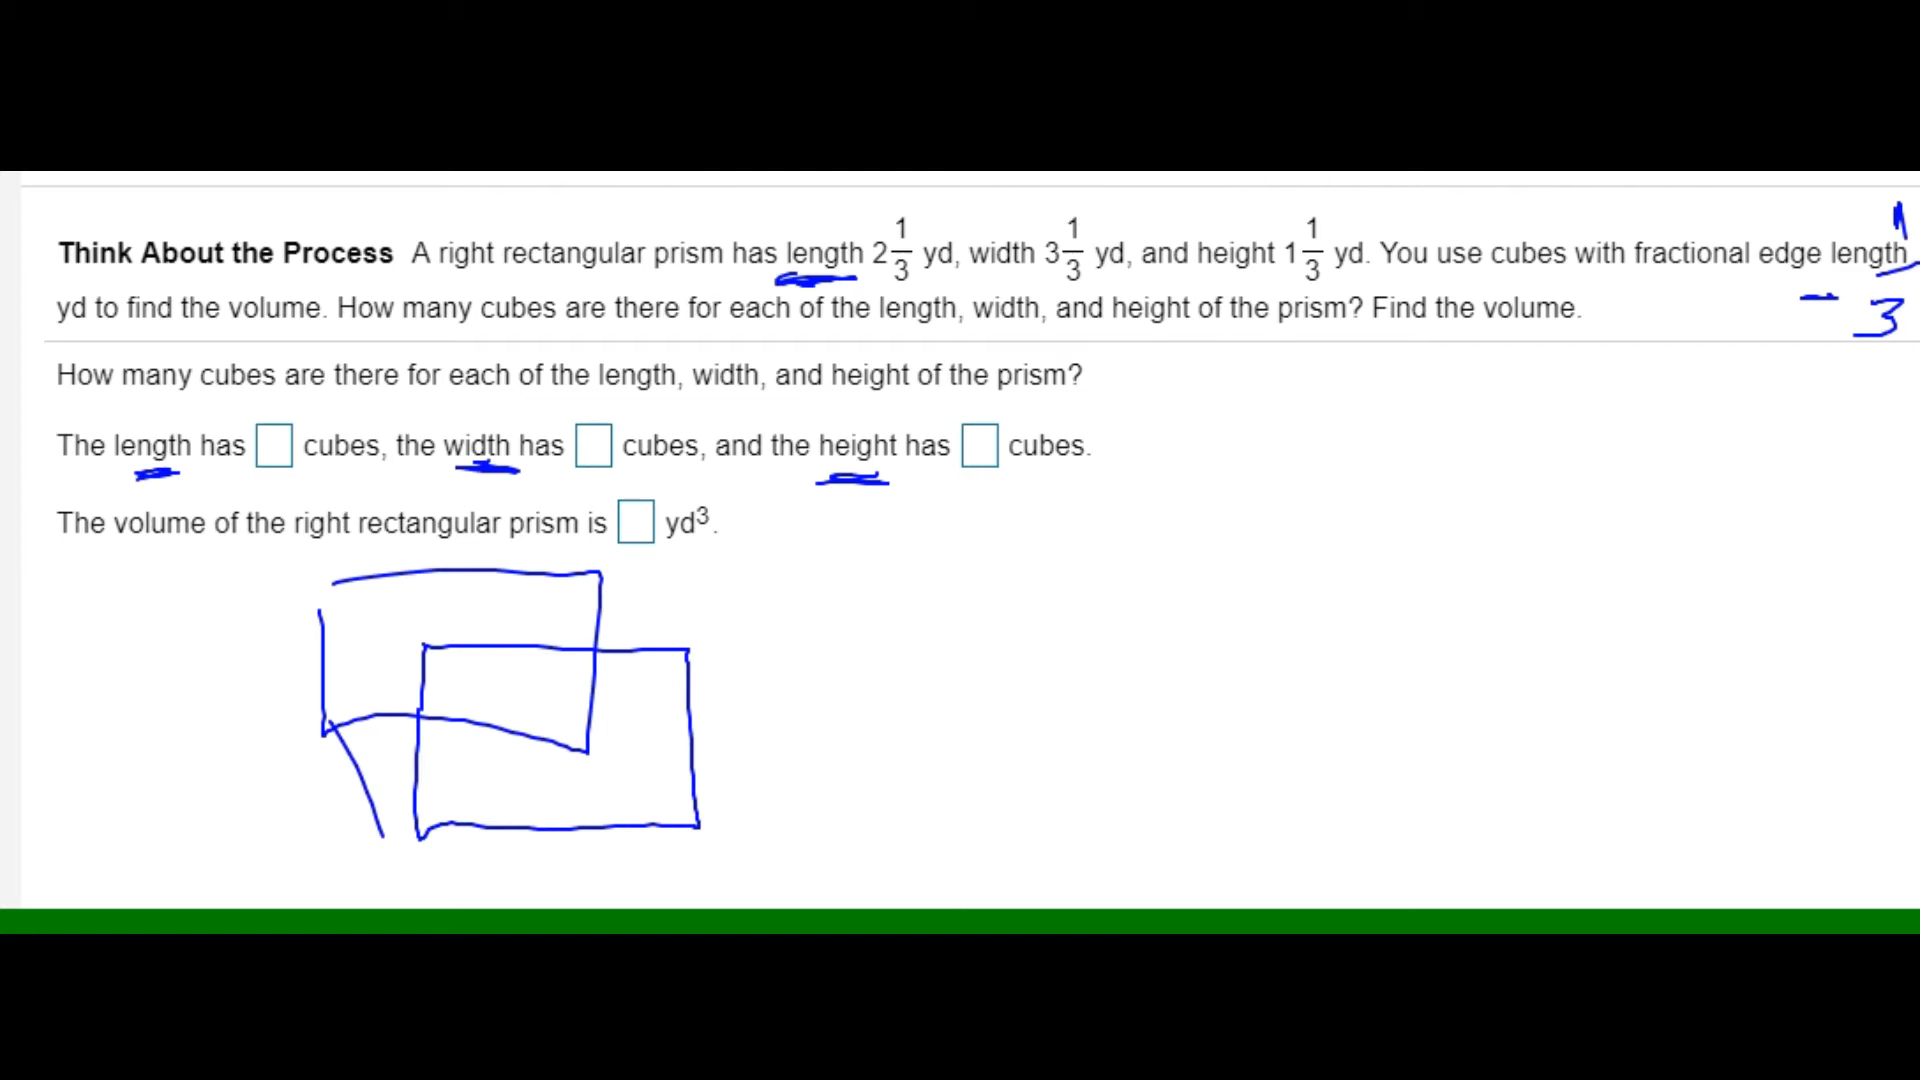 Think About the Process A right rectangular prism has length 2 1/3 yd, width 3 1/3 yd, and height 1 1/3 yd. You use cubes with fractional edge length 1/3
yd to find the volume. How many cubes are there for each of the length, width, and height of the prism? Find the volume.
How many cubes are there for each of the length, width, and height of the prism?
The length has □ cubes, the width has □ cubes, and the height has □ cubes.
The volume of the right rectangular prism is □ yd³.